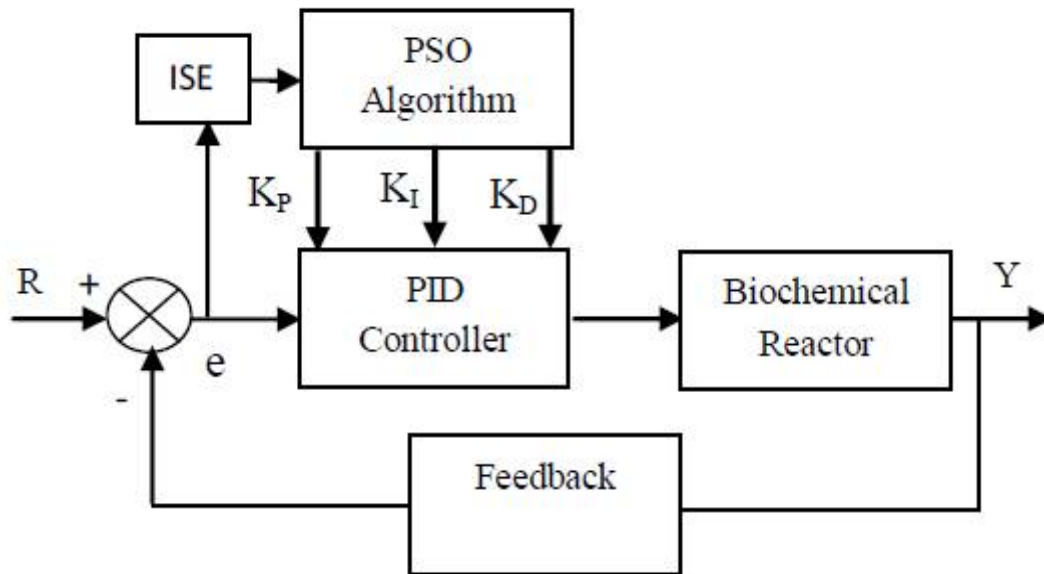 PSO
Algorithm
ISE
K_P
K_I
K_D
R
+
PID
Controller
Biochemical
Reactor
Y
e
-
Feedback